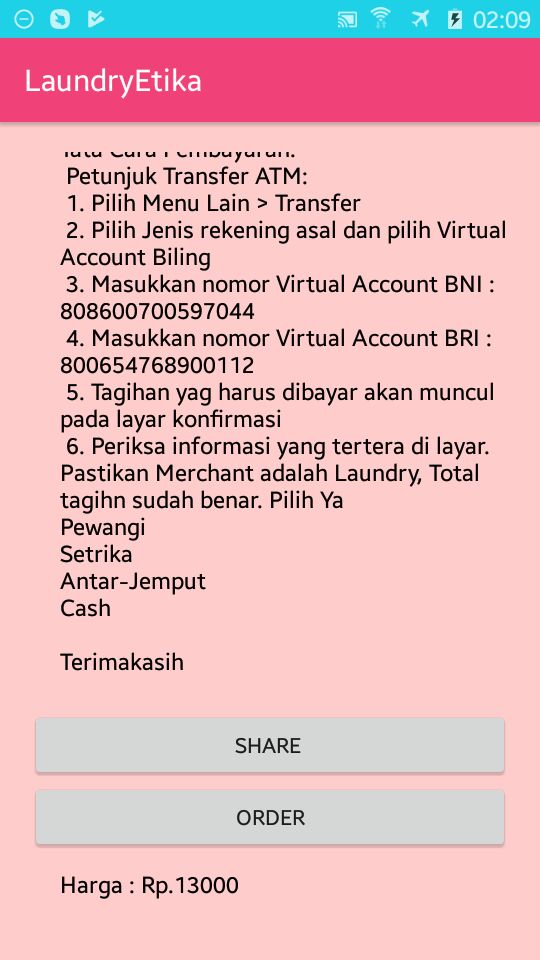 02:09
LaundryEtika
Tata Cara Pembayaran:
Petunjuk Transfer ATM:
1. Pilih Menu Lain > Transfer
2. Pilih Jenis rekening asal dan pilih Virtual
Account Biling
3. Masukkan nomor Virtual Account BNI :
808600700597044
4. Masukkan nomor Virtual Account BRI :
800654768900112
5. Tagihan yag harus dibayar akan muncul
pada layar konfirmasi
6. Periksa informasi yang tertera di layar.
Pastikan Merchant adalah Laundry, Total
tagihn sudah benar. Pilih Ya
Pewangi
Setrika
Antar-Jemput
Cash
Terimakasih
SHARE
ORDER
Harga : Rp.13000